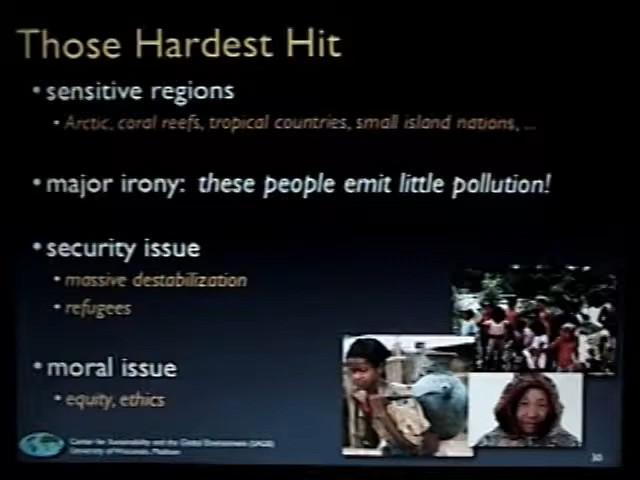 Those Hardest Hit
• sensitive regions
• Arctic, coral reefs, tropical countries, small island nations, ...
• major irony: these people emit little pollution!
• security issue
• massive destabilization
• refugees
• moral issue
• equity, ethics
Center for Sustainability and the Global Environment (SAGE)
University of Wisconsin, Madison
30